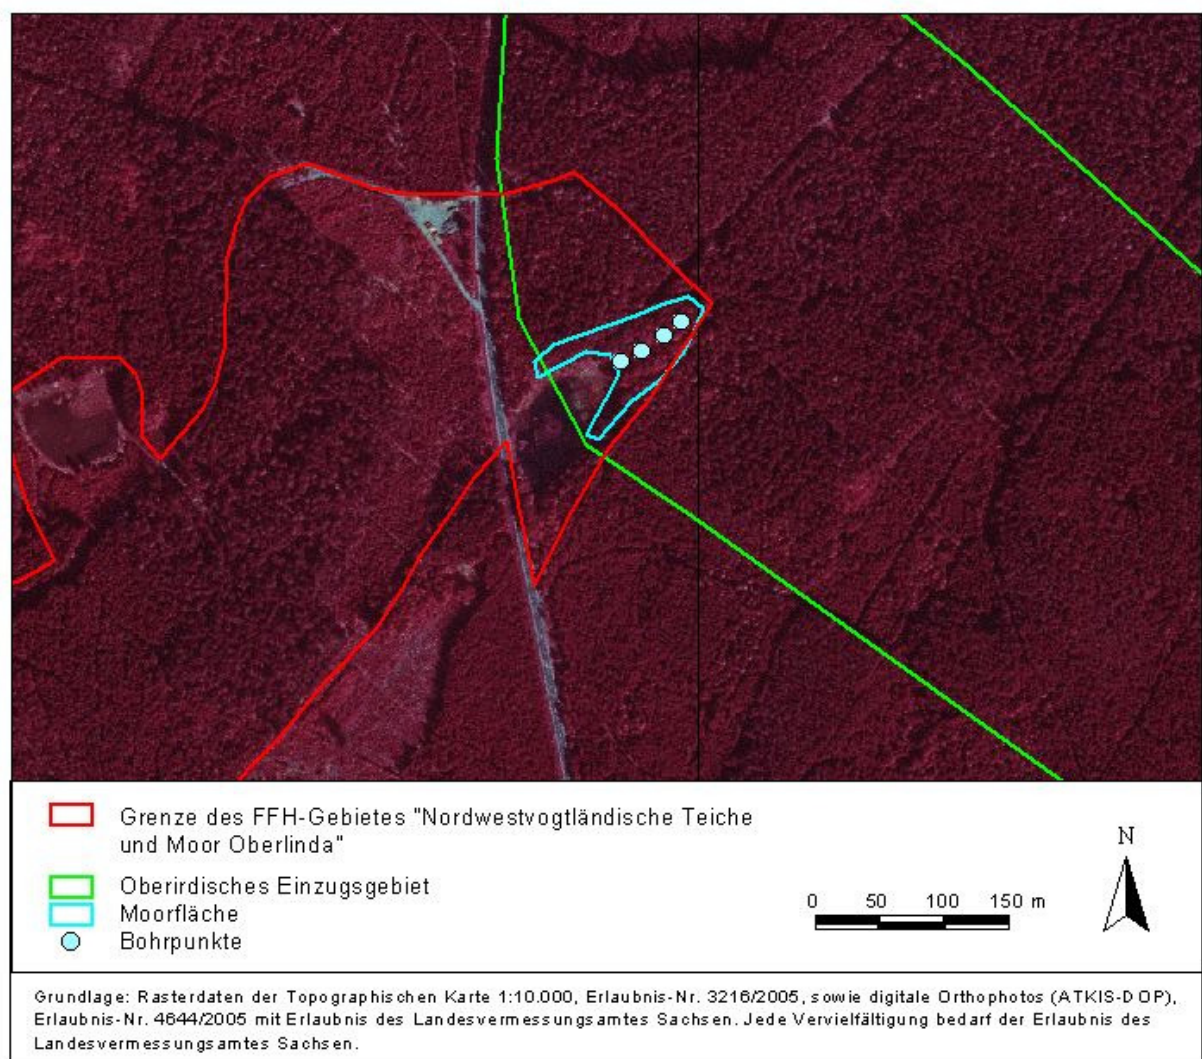 Grenze des FFH-Gebietes "Nordwestvogtländische Teiche
und Moor Oberlinda"
Oberirdisches Einzugsgebiet
Moorfläche
Bohrpunkte
0 50 100 150 m
N
Grundlage: Rasterdaten der Topographischen Karte 1:10.000, Erlaubnis-Nr. 3216/2005, sowie digitale Orthophotos (ATKIS-DOP),
Erlaubnis-Nr. 4644/2005 mit Erlaubnis des Landesvermessungsamtes Sachsen. Jede Vervielfältigung bedarf der Erlaubnis des
Landesvermessungsamtes Sachsen.